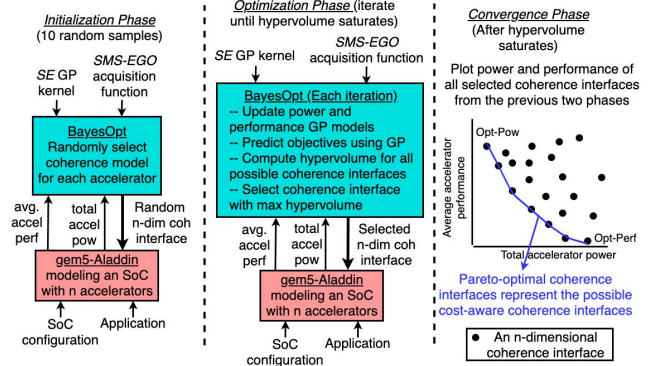 Initialization Phase
(10 random samples)
SE GP
kernel
SMS-EGO
acquisition
function
BayesOpt
Randomly select
coherence model
for each accelerator
avg.
accel
perf
total
accel
pow
Random
n-dim coh
interface
gem5-Aladdin
modeling an SoC
with n accelerators
SoC
configuration
Application
Optimization Phase (iterate
until hypervolume saturates)
SE GP
kernel
SMS-EGO
acquisition function
BayesOpt (Each iteration)
-- Update power and
performance GP models
-- Predict objectives using GP
-- Compute hypervolume for all
possible coherence interfaces
-- Select coherence interface
with max hypervolume
avg.
accel
perf
total
accel
pow
Selected
n-dim coh
interface
gem5-Aladdin
modeling an SoC
with n accelerators
SoC
configuration
Application
Convergence Phase
(After hypervolume
saturates)
Plot power and performance of
all selected coherence interfaces
from the previous two phases
Opt-Pow
Average accelerator
performance
Opt-Perf
Total accelerator power
Pareto-optimal coherence
interfaces represent the possible
cost-aware coherence interfaces
An n-dimensional
coherence interface